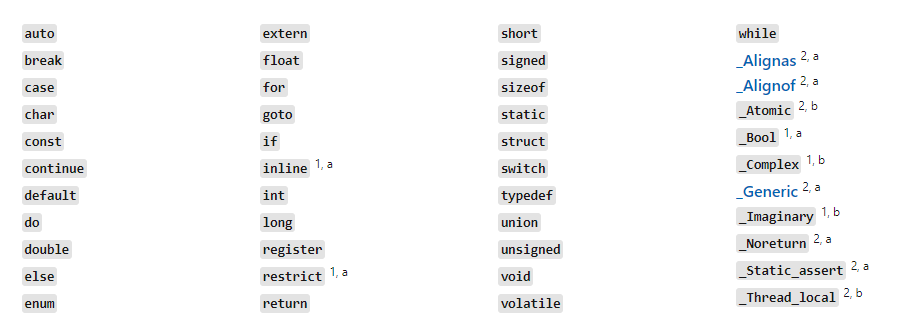 auto
break
case
char
const
continue
default
do
double
else
enum
extern
float
for
goto
if
inline 1, a
int
long
register
restrict 1, a
return
short
signed
sizeof
static
struct
switch
typedef
union
unsigned
void
volatile
while
_Alignas 2, a
_Alignof 2, a
_Atomic 2, b
_Bool 1, a
_Complex 1, b
_Generic 2, a
_Imaginary 1, b
_Noreturn 2, a
_Static_assert 2, a
_Thread_local 2, b